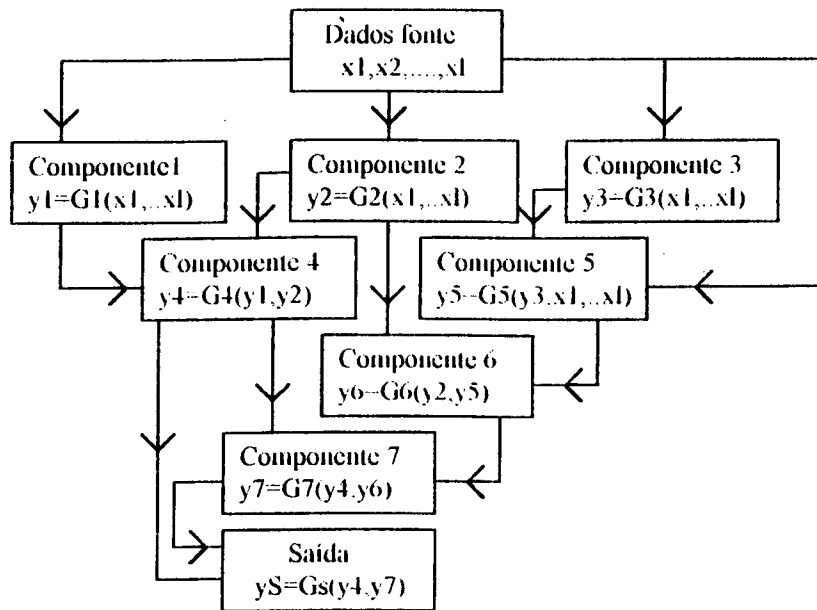 Dados fonte
x1,x2,....,xl
Componente1
y1=G1(x1,..xl)
Componente 2
y2=G2(x1,..xl)
Componente 3
y3=G3(x1,..xl)
Componente 4
y4=G4(y1,y2)
Componente 5
y5=G5(y3.x1,..xl)
Componente 6
y6=G6(y2,y5)
Componente 7
y7=G7(y4,y6)
Saída
yS=Gs(y4,y7)